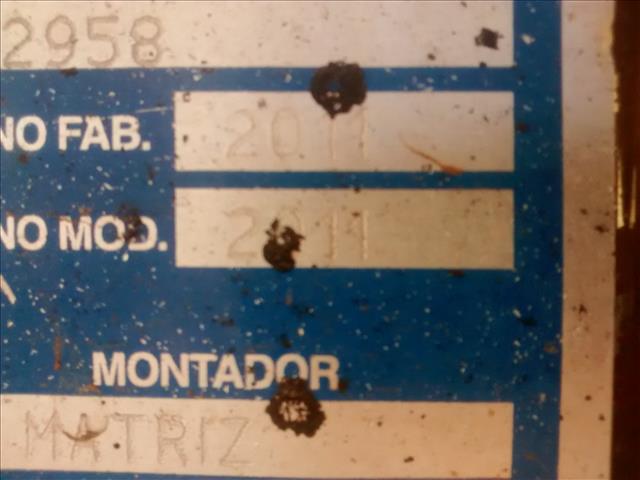 2958
NO FAB. 2011
NO MOD. 2011
MONTADOR
MATRIZ